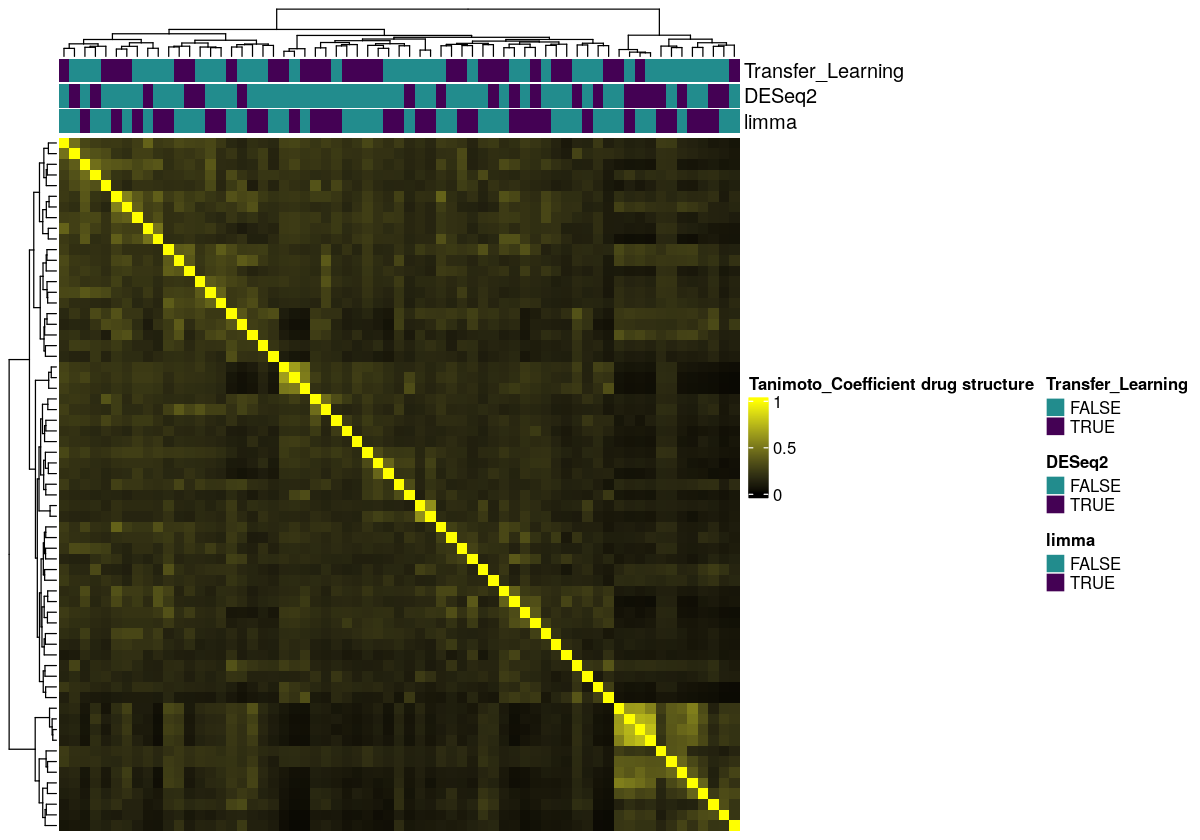 Transfer_Learning
DESeq2
limma
Tanimoto_Coefficient drug structure
1
0.5
0
Transfer_Learning
FALSE
TRUE
DESeq2
FALSE
TRUE
limma
FALSE
TRUE